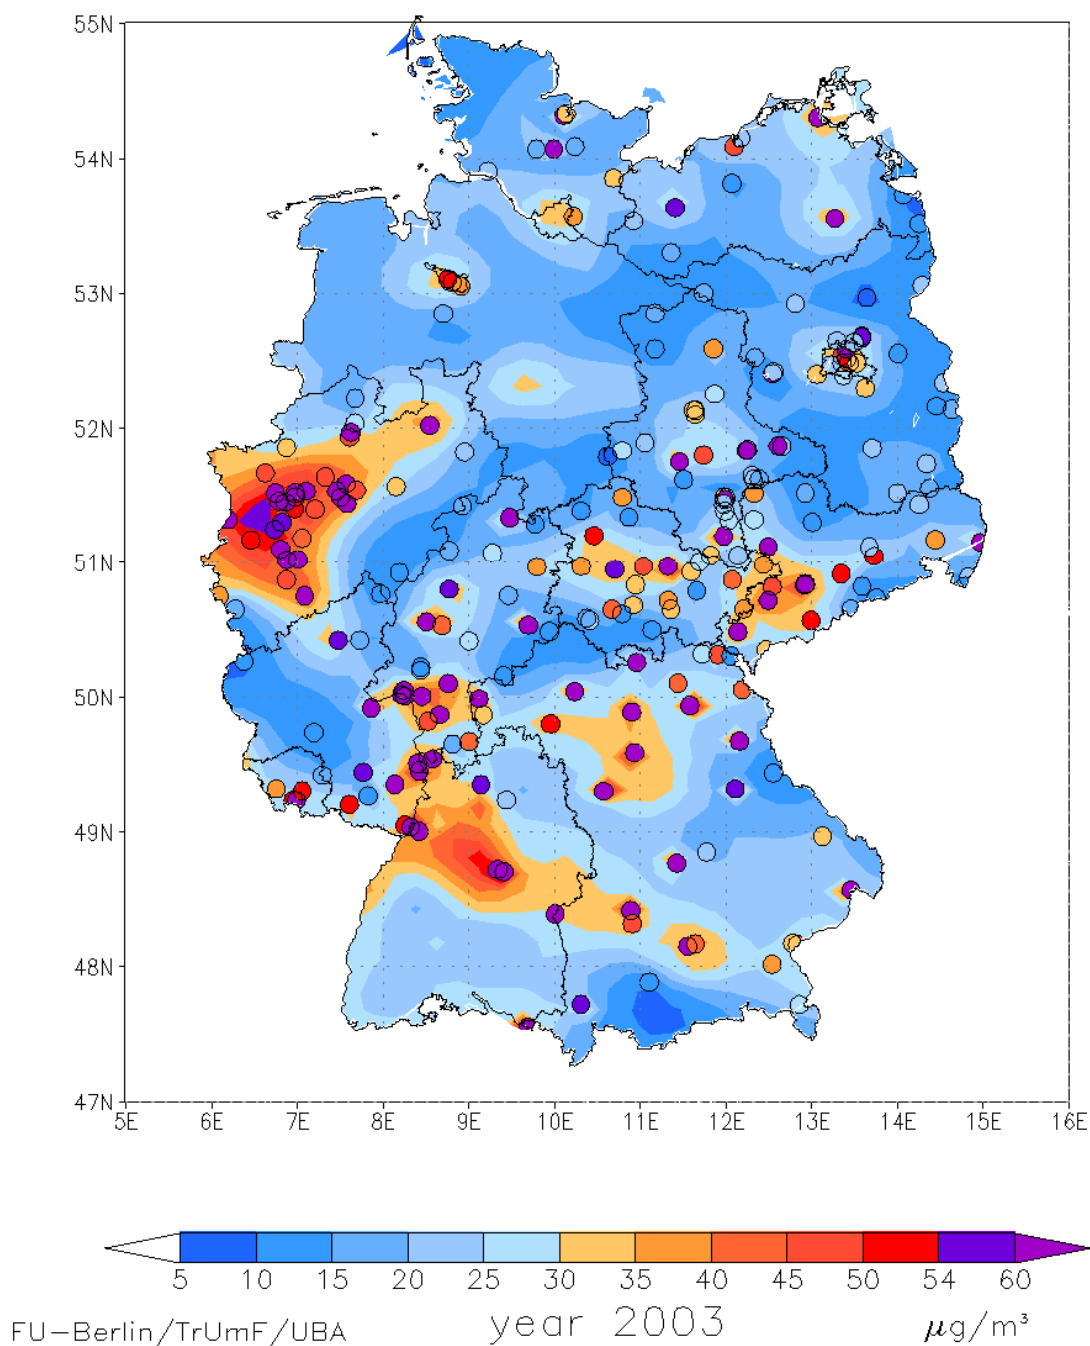 55N
54N
53N
52N
51N
50N
49N
48N
47N
5E 6E 7E 8E 9E 10E 11E 12E 13E 14E 15E 16E
5 10 15 20 25 30 35 40 45 50 54 60
FU-Berlin/TrUmF/UBA year 2003 μg/m³